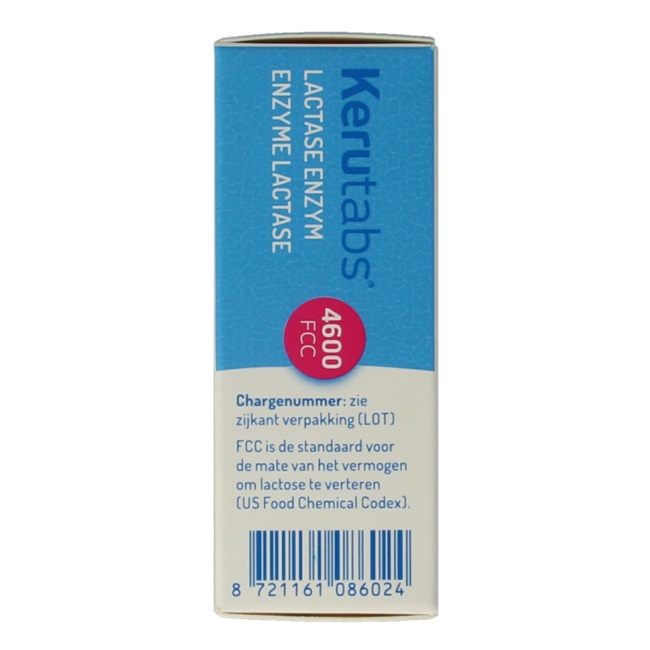 Kerutabs®
LACTASE ENZYM
ENZYME LACTASE
4600
FCC
Chargenummer: zie
zijkant verpakking (LOT)
FCC is de standaard voor
de mate van het vermogen
om lactose te verteren
(US Food Chemical Codex).
8 721161 086024